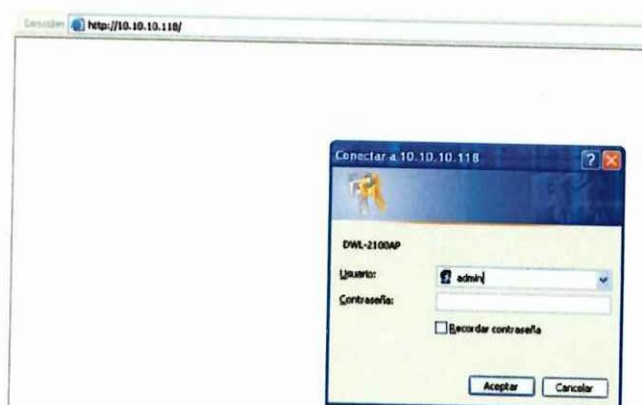 Dirección http://10.10.10.118/
Conectar a 10.10.10.118
DWL-2100AP
Usuario: admin
Contraseña:
Recordar contraseña
Aceptar Cancelar